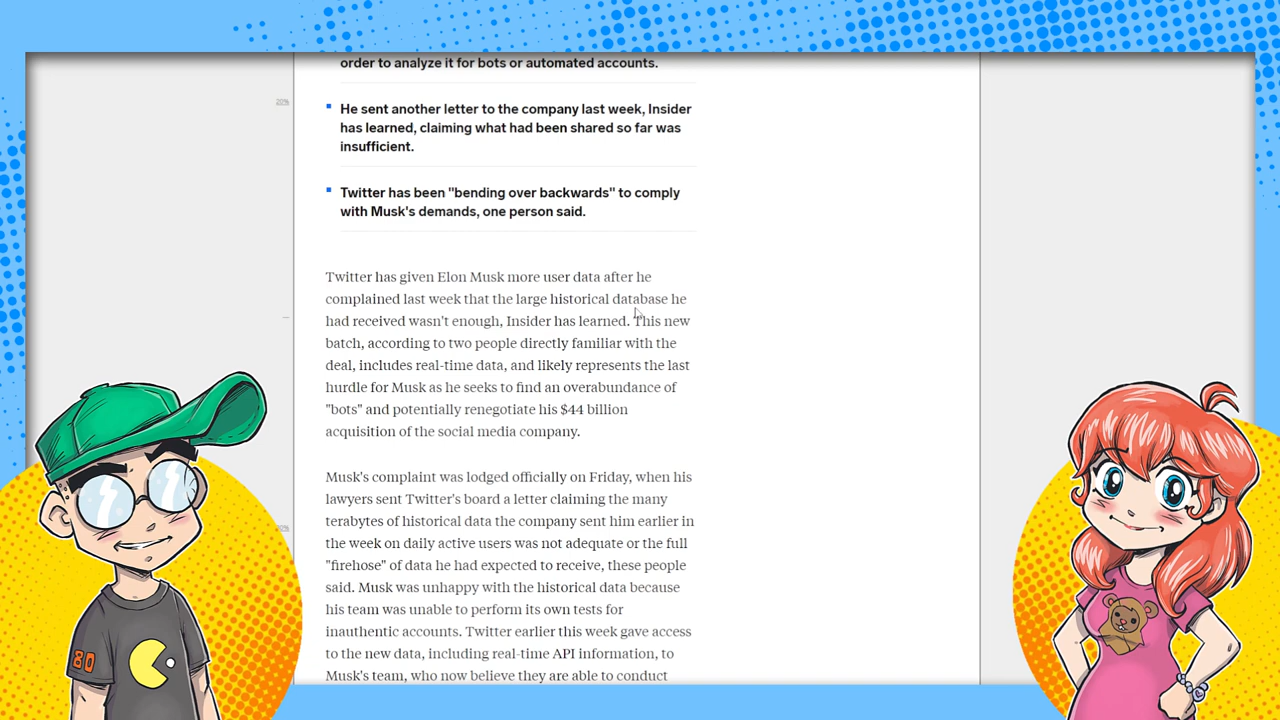 order to analyze it for bots or automated accounts.
20%
He sent another letter to the company last week, Insider
has learned, claiming what had been shared so far was
insufficient.
Twitter has been "bending over backwards" to comply
with Musk's demands, one person said.
Twitter has given Elon Musk more user data after he
complained last week that the large historical database he
had received wasn't enough, Insider has learned. This new
batch, according to two people directly familiar with the
deal, includes real-time data, and likely represents the last
hurdle for Musk as he seeks to find an overabundance of
"bots" and potentially renegotiate his $44 billion
acquisition of the social media company.
Musk's complaint was lodged officially on Friday, when his
lawyers sent Twitter's board a letter claiming the many
terabytes of historical data the company sent him earlier in
the week on daily active users was not adequate or the full
"firehose" of data he had expected to receive, these people
said. Musk was unhappy with the historical data because
his team was unable to perform its own tests for
inauthentic accounts. Twitter earlier this week gave access
to the new data, including real-time API information, to
Musk's team, who now believe they are able to conduct
80